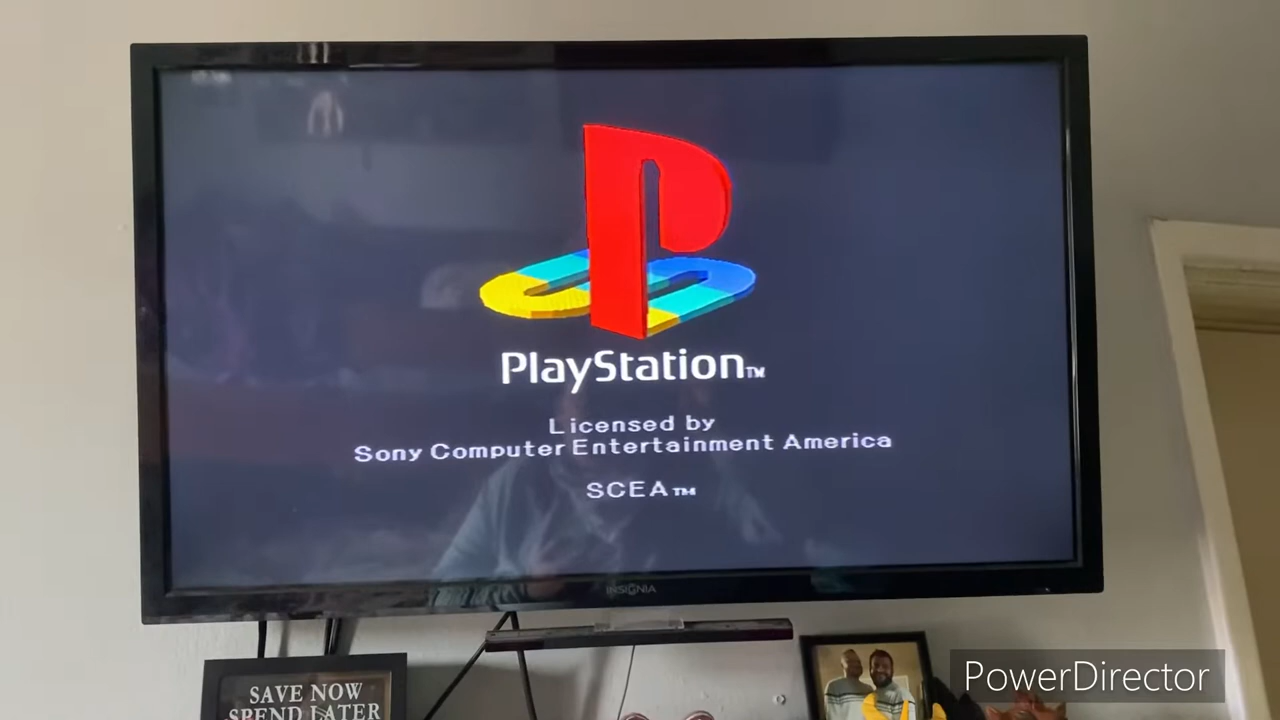 PlayStation™
Licensed by
Sony Computer Entertainment America
SCEA™
INSIGNIA
SAVE NOW
SPEND LATER
PowerDirector